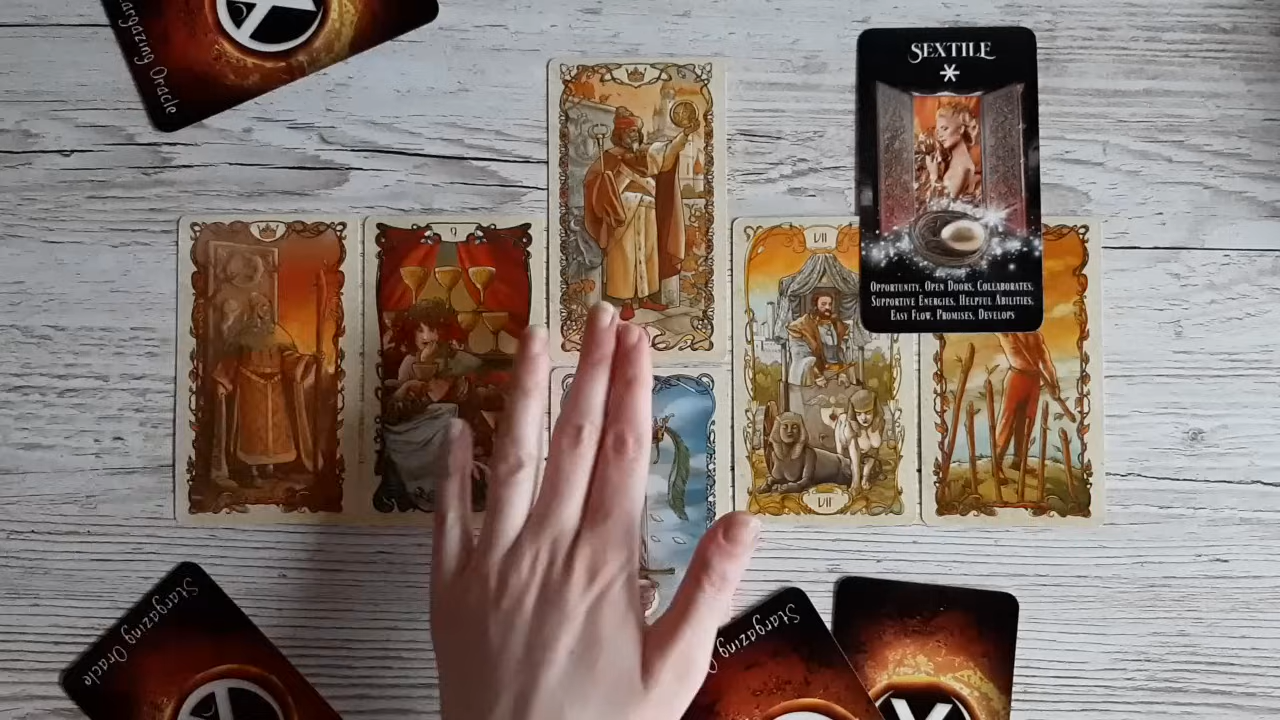 Stargazing Oracle
SEXTILE
OPPORTUNITY, OPEN DOORS, COLLABORATES,
SUPPORTIVE ENERGIES, HELPFUL ABILITIES,
EASY FLOW, PROMISES, DEVELOPS
9
VII
VII
Stargazing Oracle
Stargazing O